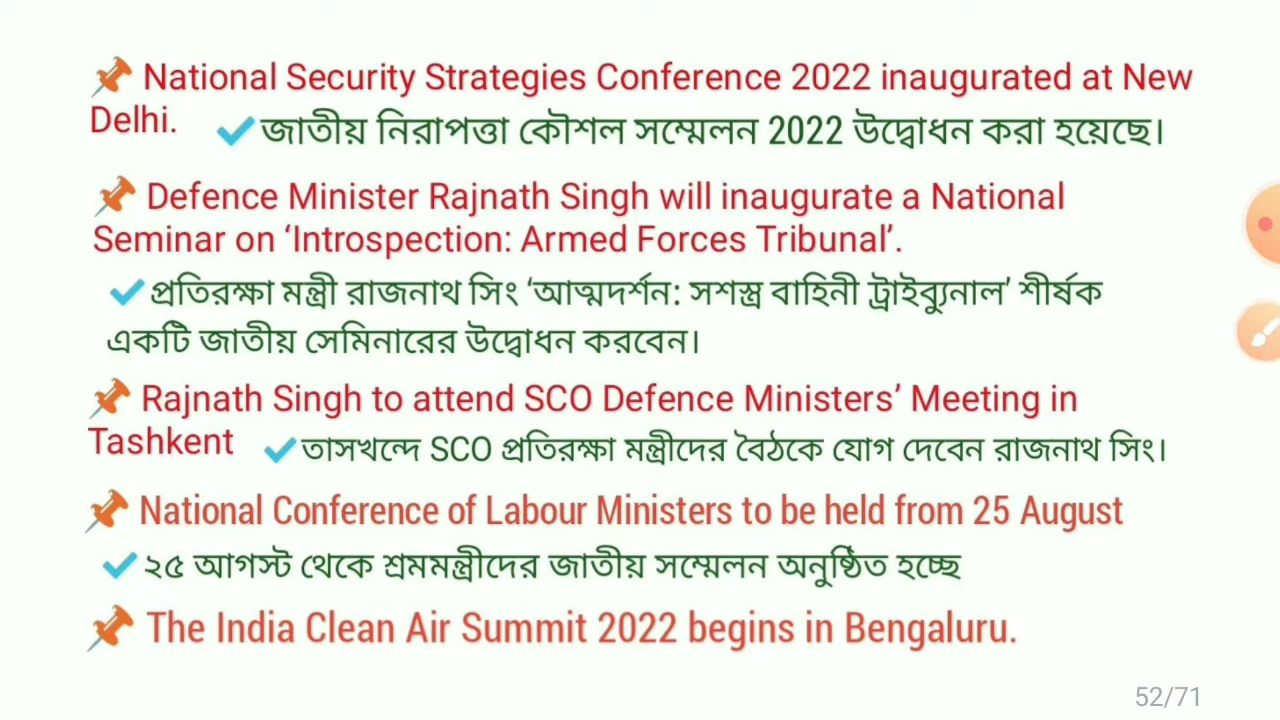 National Security Strategies Conference 2022 inaugurated at New
Delhi.
জাতীয় নিরাপত্তা কৌশল সম্মেলন 2022 উদ্বোধন করা হয়েছে।
Defence Minister Rajnath Singh will inaugurate a National
Seminar on ‘Introspection: Armed Forces Tribunal’.
প্রতিরক্ষা মন্ত্রী রাজনাথ সিং ‘আত্মদর্শন: সশস্ত্র বাহিনী ট্রাইব্যুনাল’ শীর্ষক
একটি জাতীয় সেমিনারের উদ্বোধন করবেন।
Rajnath Singh to attend SCO Defence Ministers’ Meeting in
Tashkent
তাসখন্দে SCO প্রতিরক্ষা মন্ত্রীদের বৈঠকে যোগ দেবেন রাজনাথ সিং।
National Conference of Labour Ministers to be held from 25 August
২৫ আগস্ট থেকে শ্রমমন্ত্রীদের জাতীয় সম্মেলন অনুষ্ঠিত হচ্ছে
The India Clean Air Summit 2022 begins in Bengaluru.
52/71